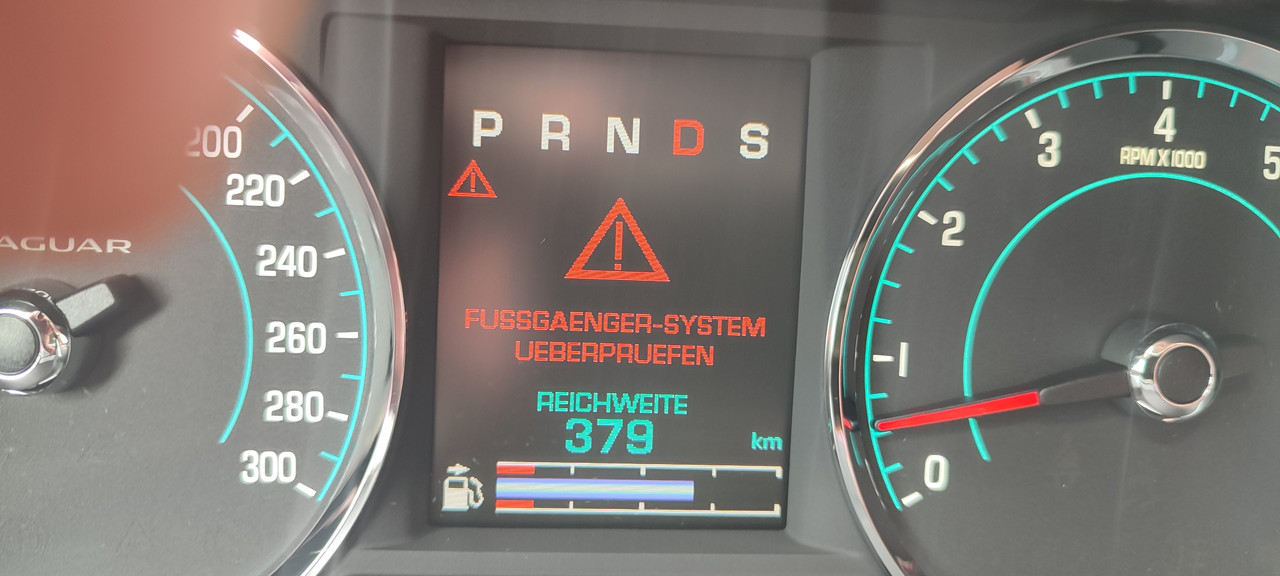 P R N D S
FUSSGAENGER-SYSTEM
UEBERPRUEFEN
REICHWEITE
379 km
200
220
240
260
280
300
JAGUAR
0
1
2
3
4
5
RPM X 1000